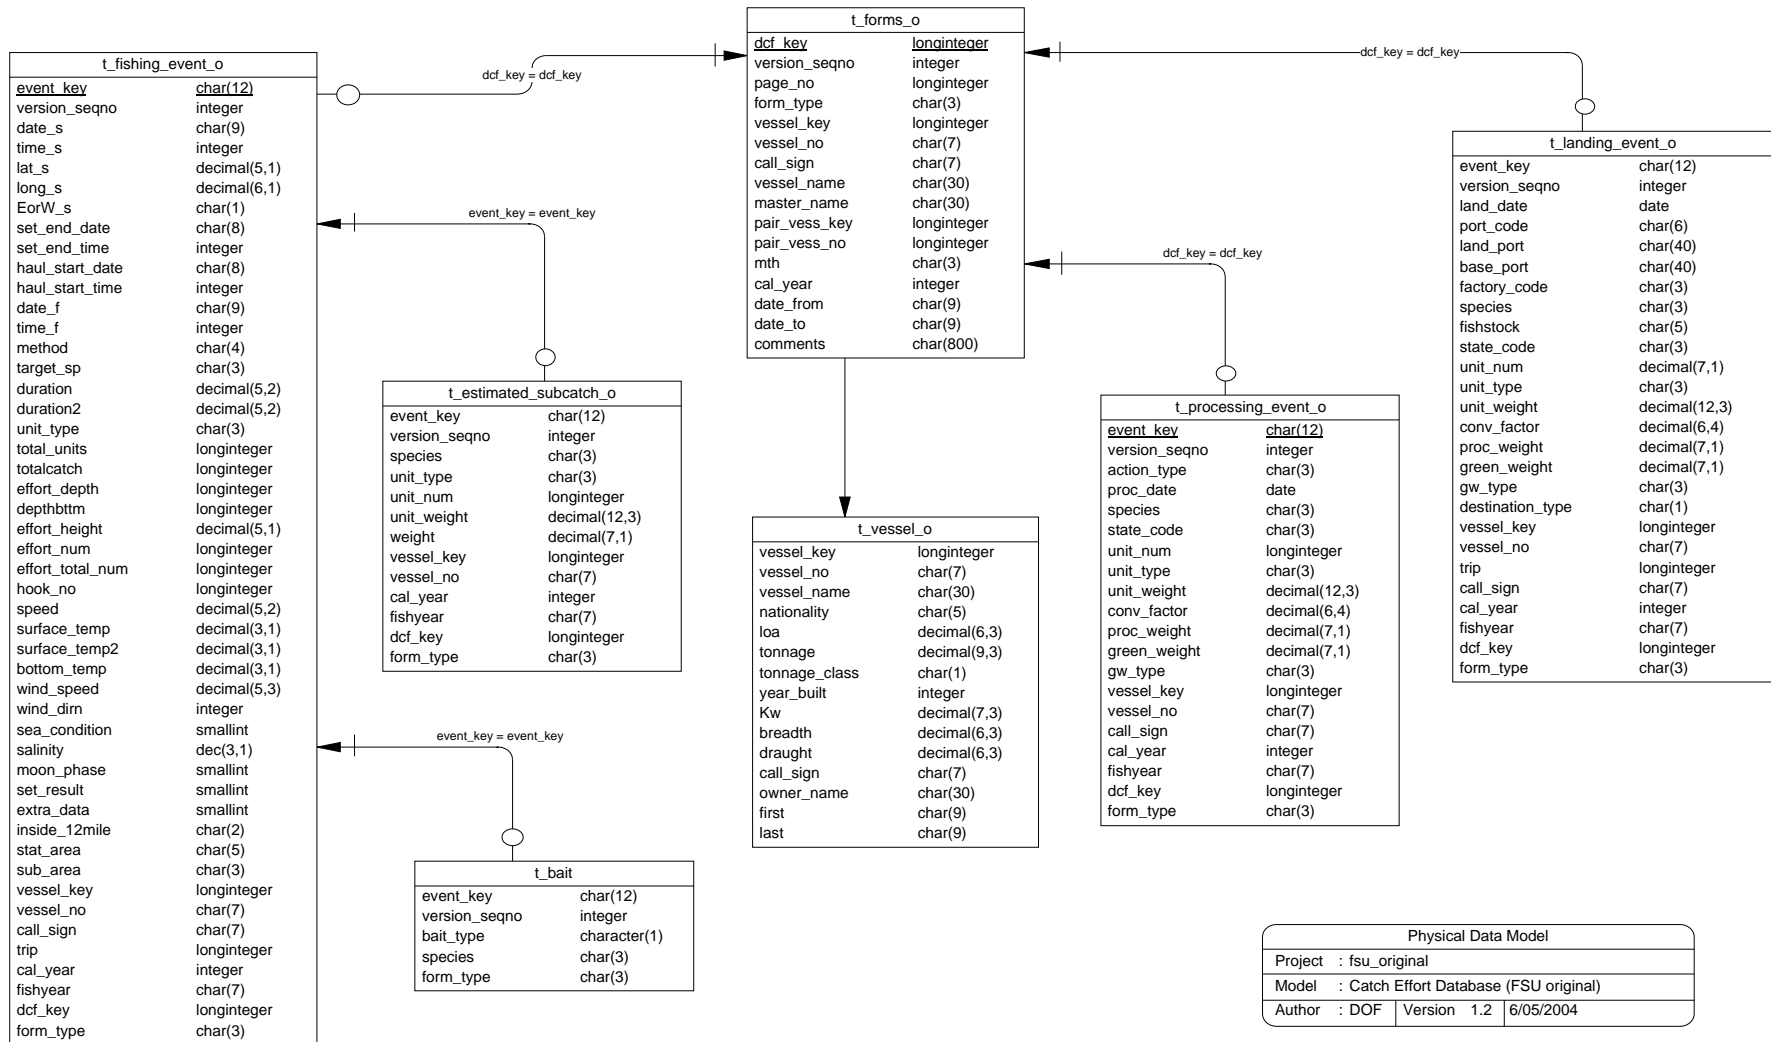 t_fishing_event_o
event_key char(12)
version_seqno integer
date_s char(9)
time_s integer
lat_s decimal(5,1)
long_s decimal(6,1)
EorW_s char(1)
set_end_date char(8)
set_end_time integer
haul_start_date char(8)
haul_start_time integer
date_f char(9)
time_f integer
method char(4)
target_sp char(3)
duration decimal(5,2)
duration2 decimal(5,2)
unit_type char(3)
total_units longinteger
totalcatch longinteger
effort_depth longinteger
depthbttm longinteger
effort_height decimal(5,1)
effort_num longinteger
effort_total_num longinteger
hook_no longinteger
speed decimal(5,2)
surface_temp decimal(3,1)
surface_temp2 decimal(3,1)
bottom_temp decimal(3,1)
wind_speed decimal(5,3)
wind_dirn integer
sea_condition smallint
salinity dec(3,1)
moon_phase smallint
set_result smallint
extra_data smallint
inside_12mile char(2)
stat_area char(5)
sub_area char(3)
vessel_key longinteger
vessel_no char(7)
call_sign char(7)
trip longinteger
cal_year integer
fishyear char(7)
dcf_key longinteger
form_type char(3)
dcf_key = dcf_key
event_key = event_key
t_estimated_subcatch_o
event_key char(12)
version_seqno integer
species char(3)
unit_type char(3)
unit_num longinteger
unit_weight decimal(12,3)
weight decimal(7,1)
vessel_key longinteger
vessel_no char(7)
cal_year integer
fishyear char(7)
dcf_key longinteger
form_type char(3)
event_key = event_key
t_bait
event_key char(12)
version_seqno integer
bait_type character(1)
species char(3)
form_type char(3)
t_forms_o
dcf_key longinteger
version_seqno integer
page_no longinteger
form_type char(3)
vessel_key longinteger
vessel_no char(7)
call_sign char(7)
vessel_name char(30)
master_name char(30)
pair_vess_key longinteger
pair_vess_no longinteger
mth char(3)
cal_year integer
date_from char(9)
date_to char(9)
comments char(800)
t_vessel_o
vessel_key longinteger
vessel_no char(7)
vessel_name char(30)
nationality char(5)
loa decimal(6,3)
tonnage decimal(9,3)
tonnage_class char(1)
year_built integer
Kw decimal(7,3)
breadth decimal(6,3)
draught decimal(6,3)
call_sign char(7)
owner_name char(30)
first char(9)
last char(9)
dcf_key = dcf_key
t_processing_event_o
event_key char(12)
version_seqno integer
action_type char(3)
proc_date date
species char(3)
state_code char(3)
unit_num longinteger
unit_type char(3)
unit_weight decimal(12,3)
conv_factor decimal(6,4)
proc_weight decimal(7,1)
green_weight decimal(7,1)
gw_type char(3)
vessel_key longinteger
vessel_no char(7)
call_sign char(7)
cal_year integer
fishyear char(7)
dcf_key longinteger
form_type char(3)
dcf_key = dcf_key
t_landing_event_o
event_key char(12)
version_seqno integer
land_date date
port_code char(6)
land_port char(40)
base_port char(40)
factory_code char(3)
species char(3)
fishstock char(5)
state_code char(3)
unit_num decimal(7,1)
unit_type char(3)
unit_weight decimal(12,3)
conv_factor decimal(6,4)
proc_weight decimal(7,1)
green_weight decimal(7,1)
gw_type char(3)
destination_type char(1)
vessel_key longinteger
vessel_no char(7)
trip longinteger
call_sign char(7)
cal_year integer
fishyear char(7)
dcf_key longinteger
form_type char(3)
Physical Data Model
Project : fsu_original
Model : Catch Effort Database (FSU original)
Author : DOF Version 1.2 6/05/2004